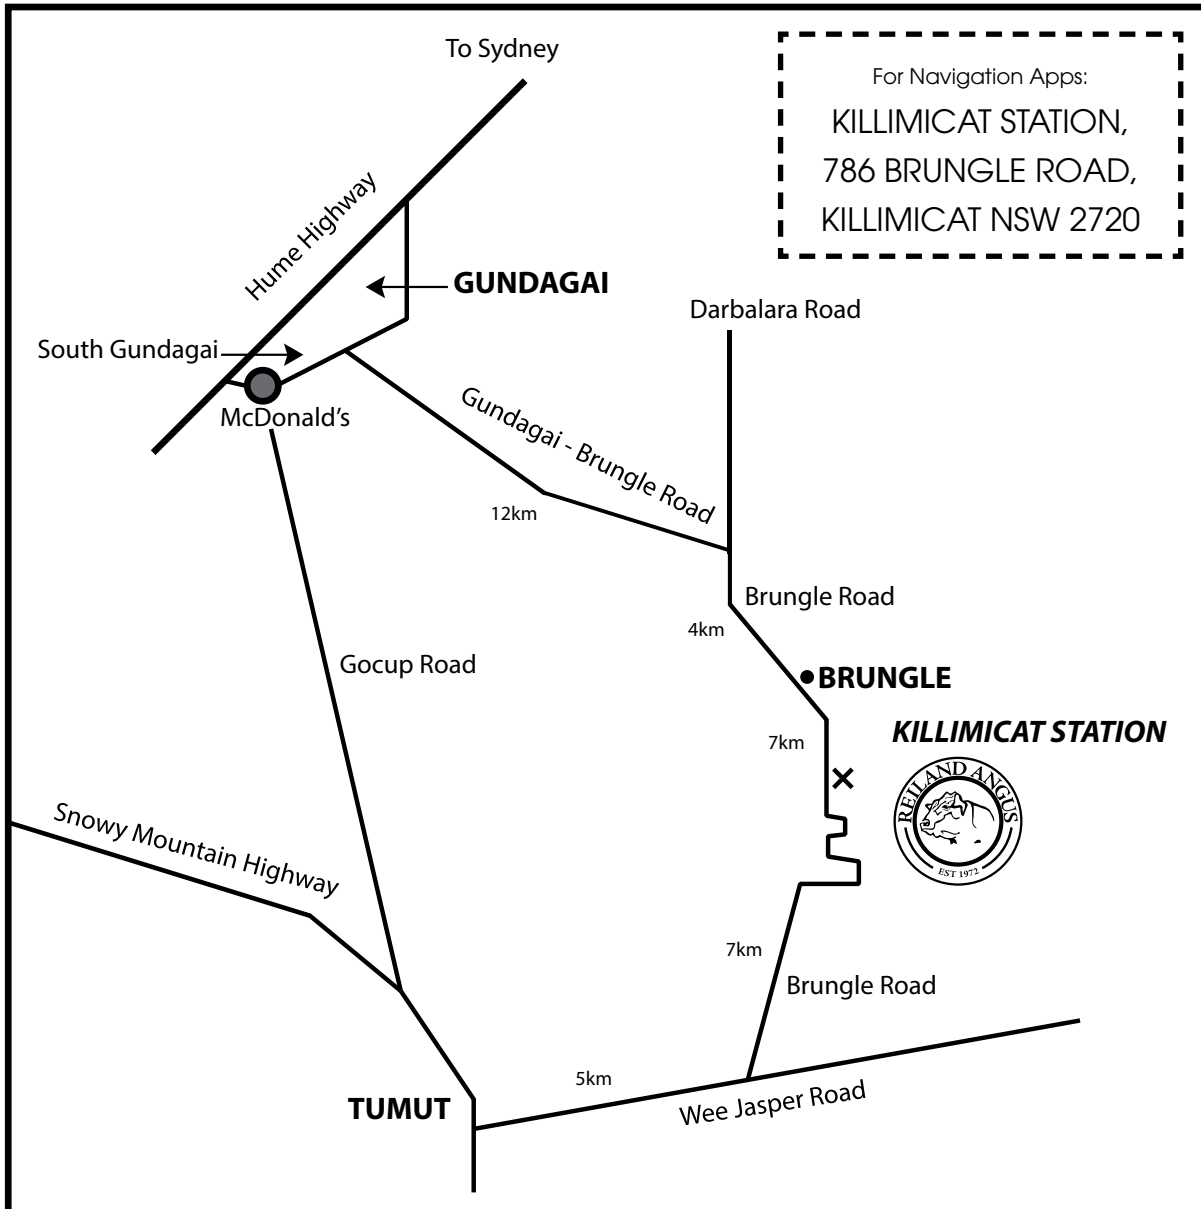 To Sydney
For Navigation Apps:
KILLIMICAT STATION,
786 BRUNGLE ROAD,
KILLIMICAT NSW 2720
Hume Highway
GUNDAGAI
Darbalara Road
South Gundagai
McDonald's
Gundagai - Brungle Road
12km
Brungle Road
4km
Gocup Road
BRUNGLE
7km
KILLIMICAT STATION
REILAND ANGUS
EST 1972
Snowy Mountain Highway
7km
Brungle Road
5km
TUMUT
Wee Jasper Road